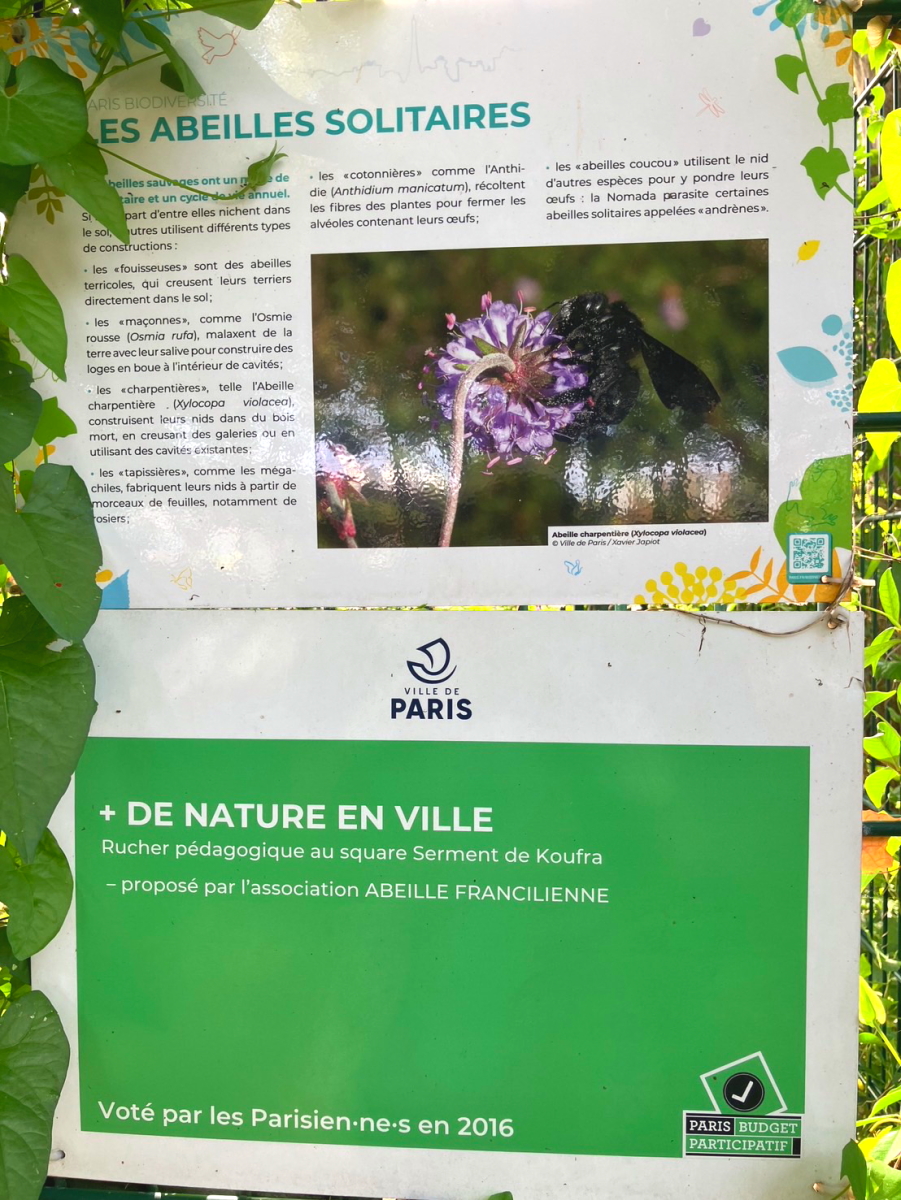 ARIS BIODIVERSITÉ
ES ABEILLES SOLITAIRES
beilles sauvages ont un de
taire et un cycle de vie annuel.
part d'entre elles nichent dans
le sol, utres utilisent différents types
de constructions :
• les «fouisseuses» sont des abeilles
terricoles, qui creusent leurs terriers
directement dans le sol;
• les «maçonnes», comme l'Osmie
rousse (Osmia rufa), malaxent de la
terre avec leur salive pour construire des
loges en boue à l'intérieur de cavités;
• les «charpentières», telle l'Abeille
charpentière (Xylocopa violacea),
construisent leurs nids dans du bois
mort, en creusant des galeries ou en
utilisant des cavités existantes;
• les «tapissières», comme les méga-
chiles, fabriquent leurs nids à partir de
morceaux de feuilles, notamment de
rosiers;
• les «cotonnières» comme l'Anthi-
die (Anthidium manicatum), récoltent
les fibres des plantes pour fermer les
alvéoles contenant leurs œufs;
• les «abeilles coucou» utilisent le nid
d'autres espèces pour y pondre leurs
œufs : la Nomada parasite certaines
abeilles solitaires appelées «andrènes».
Abeille charpentière (Xylocopa violacea)
© Ville de Paris / Xavier Japiot
VILLE DE
PARIS
+ DE NATURE EN VILLE
Rucher pédagogique au square Serment de Koufra
– proposé par l'association ABEILLE FRANCILIENNE
Voté par les Parisien·ne·s en 2016
PARIS BUDGET
PARTICIPATIF